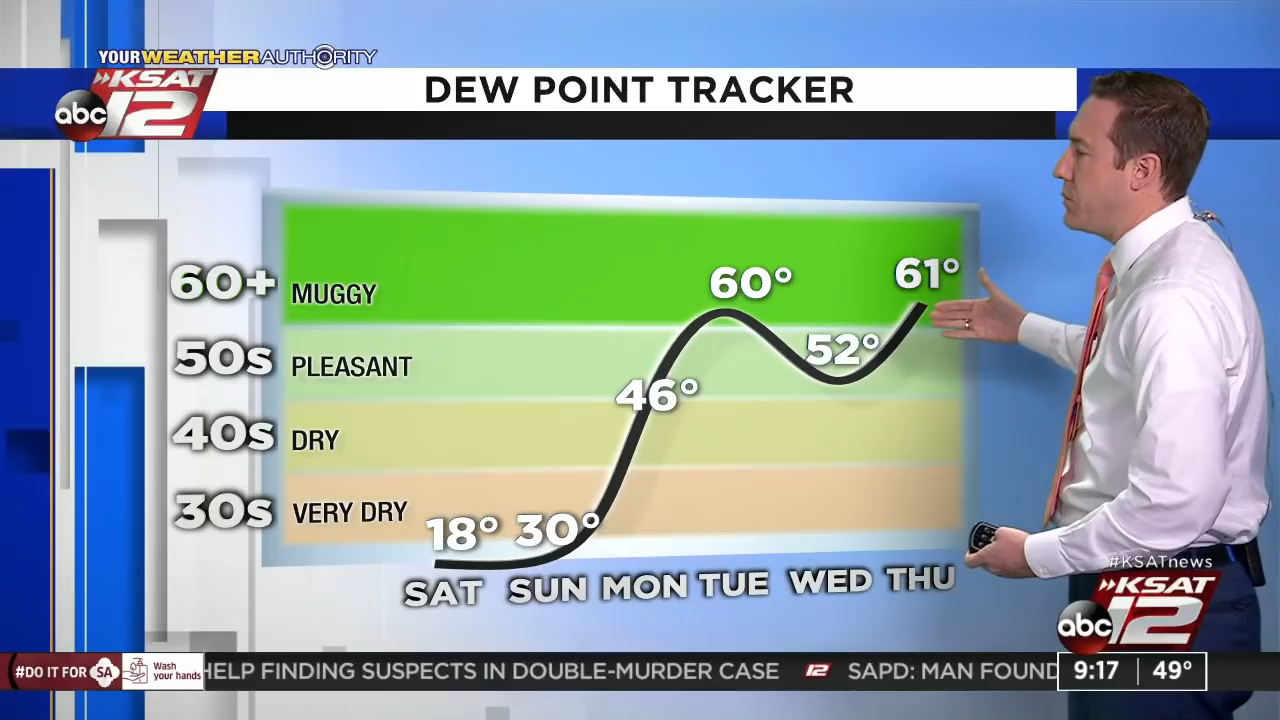 YOURWEATHERAUTHORITY
KSAT
abc 12
DEW POINT TRACKER
60+ MUGGY
50s PLEASANT
40s DRY
30s VERY DRY
18° 30° 46° 60° 52° 61°
SAT SUN MON TUE WED THU
#KSATnews
KSAT
abc 12
#DO IT FOR SA
Wash
your hands
HELP FINDING SUSPECTS IN DOUBLE-MURDER CASE 12 SAPD: MAN FOUND
9:17 49°